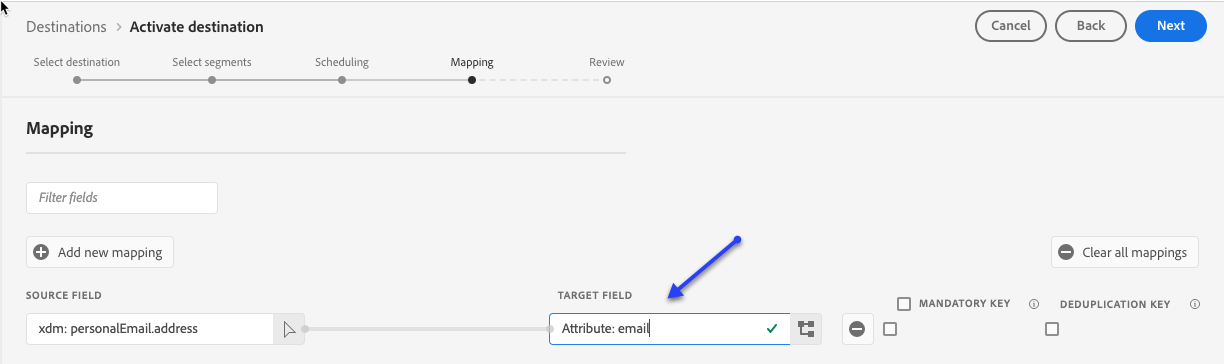 Destinations > Activate destination
Cancel
Back
Next
Select destination
Select segments
Scheduling
Mapping
Review
Mapping
Filter fields
Add new mapping
Clear all mappings
SOURCE FIELD
TARGET FIELD
MANDATORY KEY
DEDUPLICATION KEY
xdm: personalEmail.address
Attribute: email